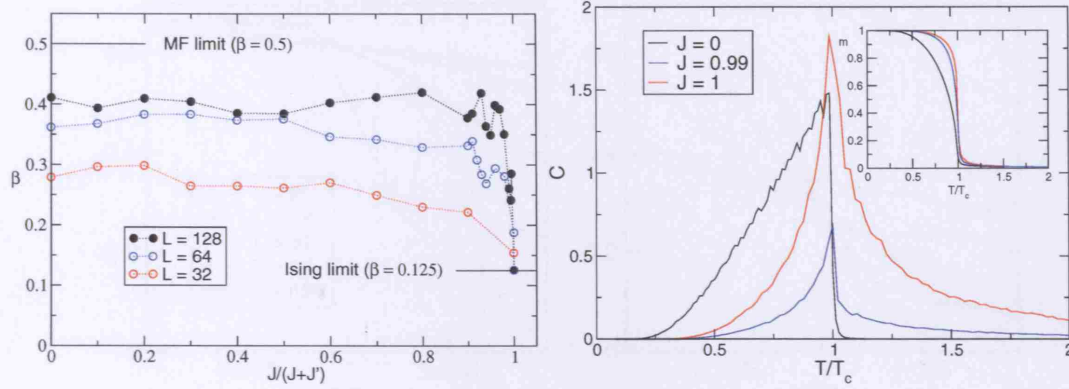 0.5
MF limit (β = 0.5)
0.4
0.3
β
0.2
L = 128
L = 64
L = 32
Ising limit (β = 0.125)
0.1
0
0
0.2
0.4
0.6
0.8
1
J/(J+J')
J = 0
J = 0.99
J = 1
1.5
C
1
0.5
0
0
0.5
1
1.5
2
T/Tc
m
1
0.8
0.6
0.4
0.2
0
0
0.5
1
1.5
2
T/Tc